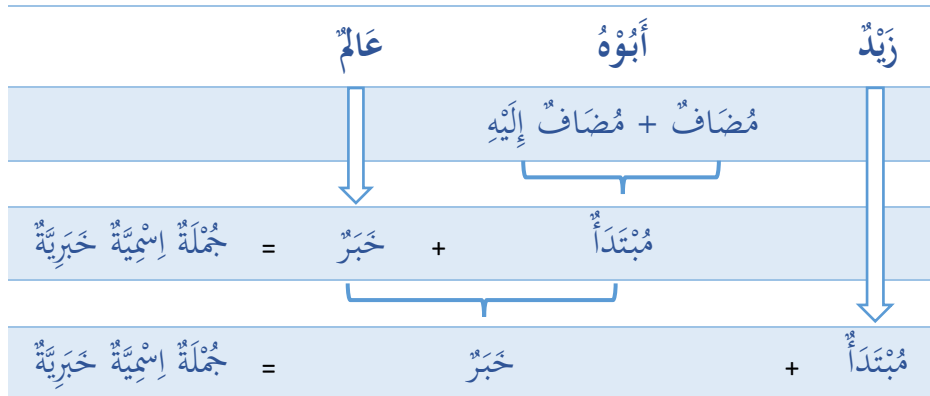 زَيْدٌ أَبُوْهُ عَالِمٌ
مُضَافٌ + مُضَافٌ إِلَيْهِ
مُبْتَدَأٌ + خَبَرٌ = جُمْلَةٌ اِسْمِيَّةٌ خَبَرِيَّةٌ
مُبْتَدَأٌ + خَبَرٌ = جُمْلَةٌ اِسْمِيَّةٌ خَبَرِيَّةٌ